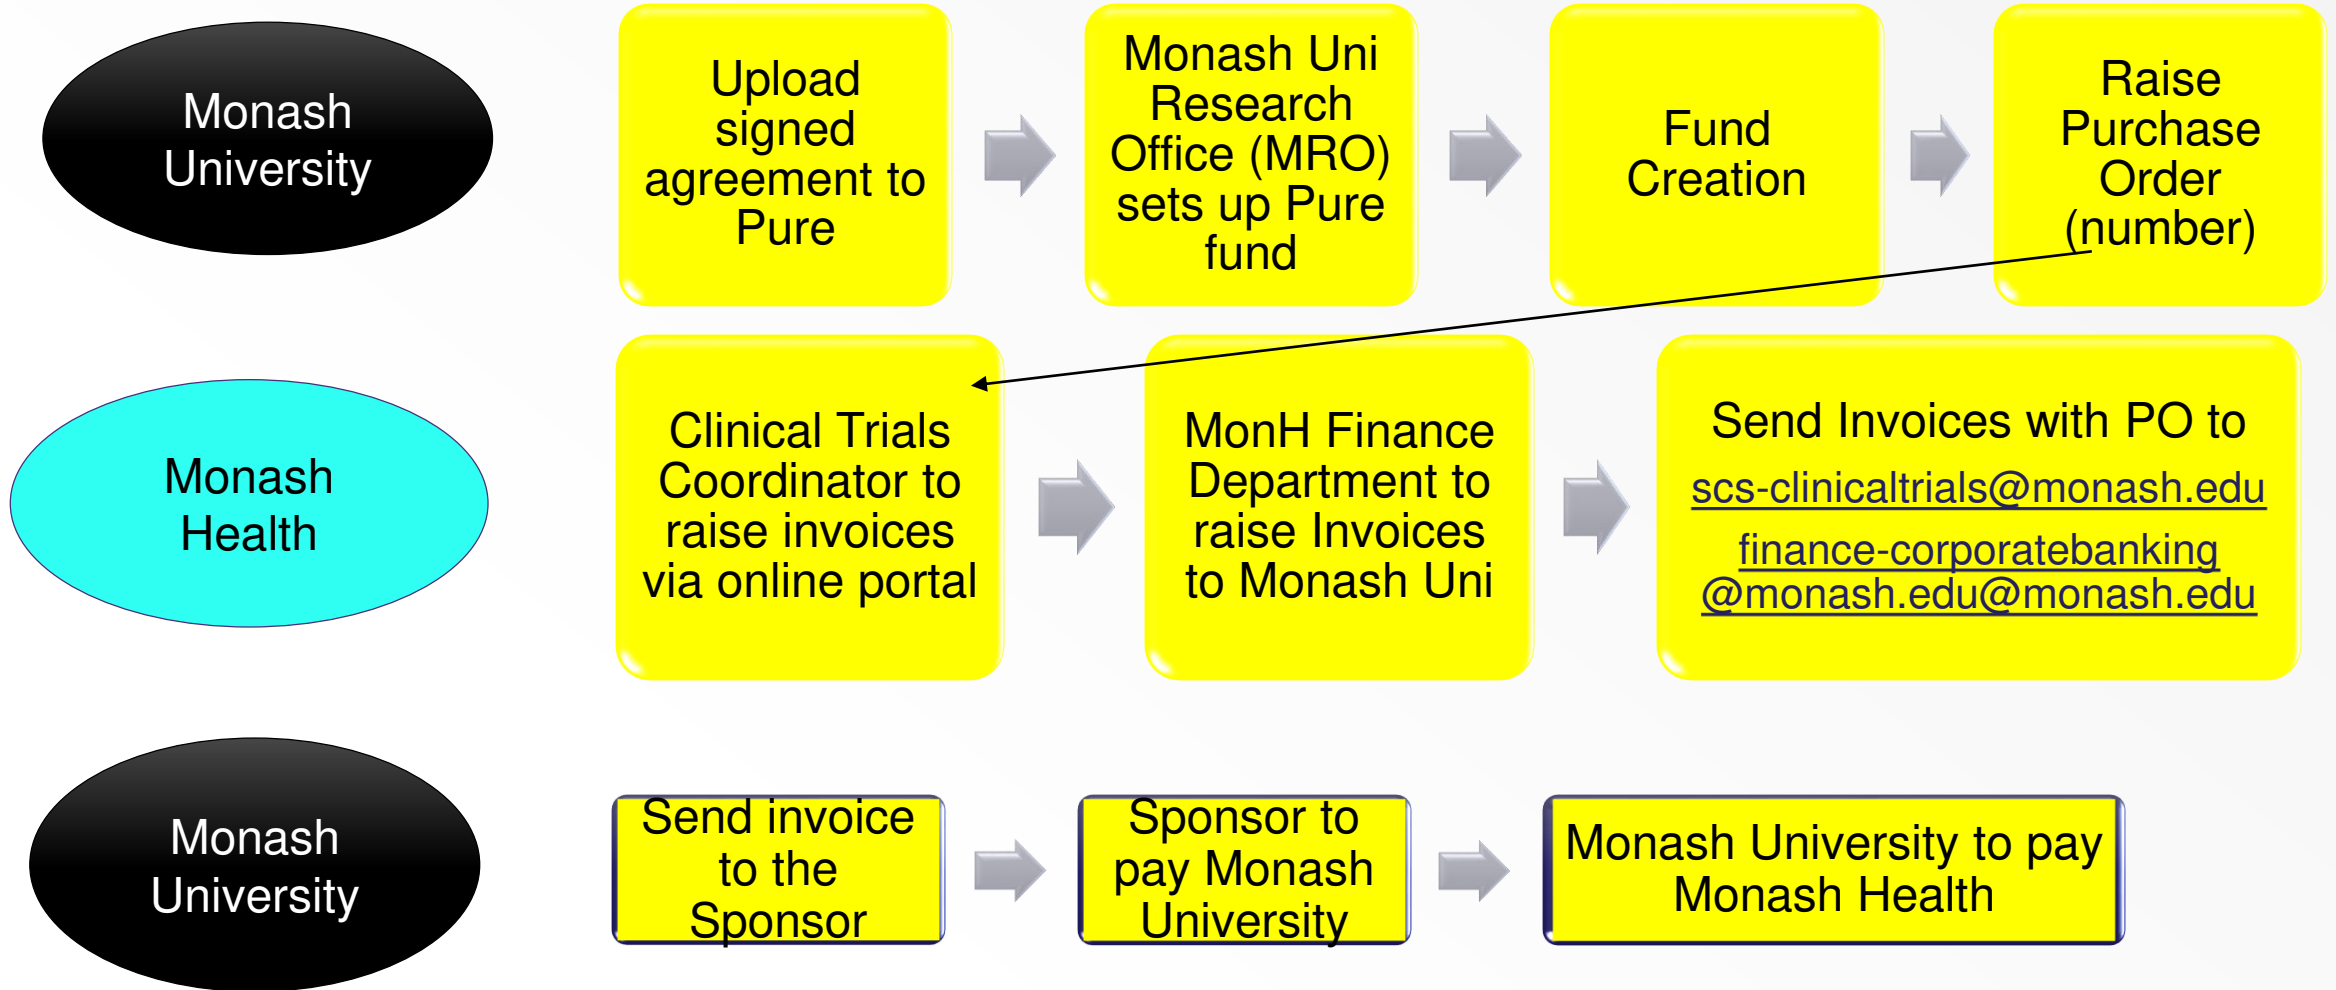 Monash
University
Upload
signed
agreement to
Pure
Monash Uni
Research
Office (MRO)
sets up Pure
fund
Fund
Creation
Raise
Purchase
Order
(number)
Monash
Health
Clinical Trials
Coordinator to
raise invoices
via online portal
MonH Finance
Department to
raise Invoices
to Monash Uni
Send Invoices with PO to
scs-clinicaltrials@monash.edu
finance-corporatebanking
@monash.edu@monash.edu
Monash
University
Send invoice
to the
Sponsor
Sponsor to
pay Monash
University
Monash University to pay
Monash Health